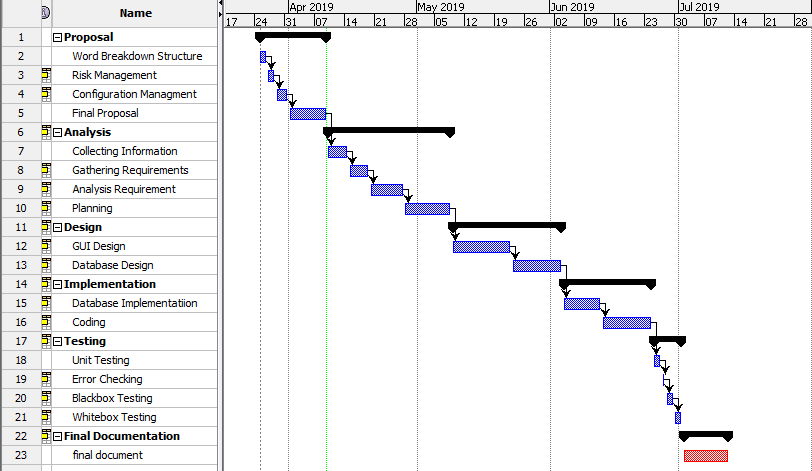 Name
Apr 2019 May 2019 Jun 2019 Jul 2019
17 24 31 07 14 21 28 05 12 19 26 02 09 16 23 30 07 14 21 28
1 Proposal
2 Word Breakdown Structure
3 Risk Management
4 Configuration Managment
5 Final Proposal
6 Analysis
7 Collecting Information
8 Gathering Requirements
9 Analysis Requirement
10 Planning
11 Design
12 GUI Design
13 Database Design
14 Implementation
15 Database Implementatiion
16 Coding
17 Testing
18 Unit Testing
19 Error Checking
20 Blackbox Testing
21 Whitebox Testing
22 Final Documentation
23 final document